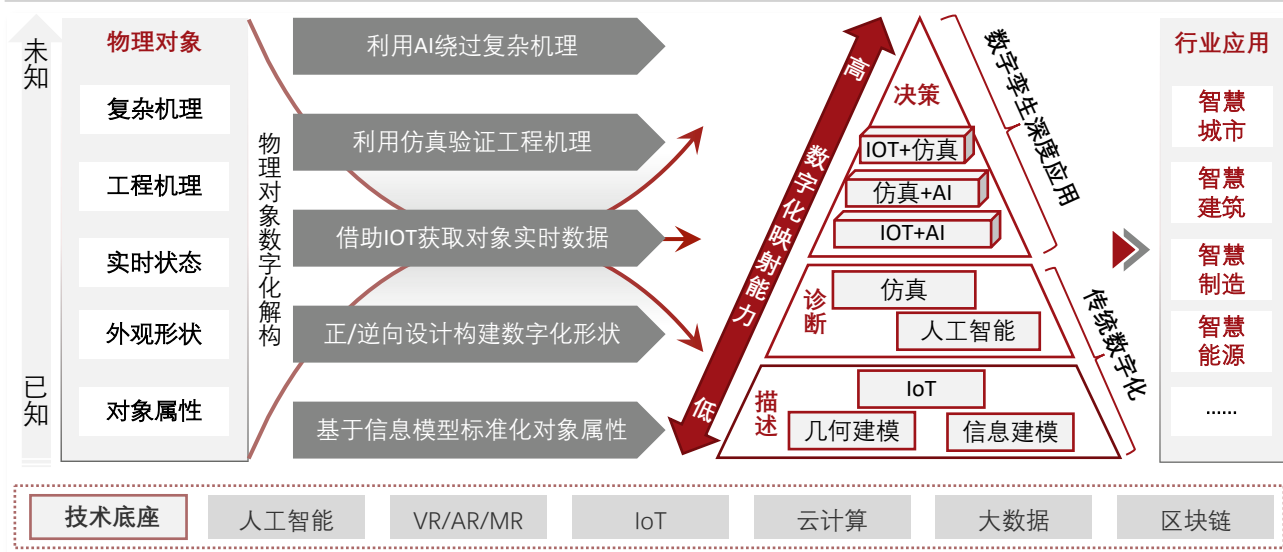 未知
已知
物理对象
复杂机理
工程机理
实时状态
外观形状
对象属性
物理对象数字化解构
利用AI绕过复杂机理
利用仿真验证工程机理
借助IOT获取对象实时数据
正/逆向设计构建数字化形状
基于信息模型标准化对象属性
高
数字化映射能力
低
决策
IOT+仿真
仿真+AI
IOT+AI
诊断
仿真
人工智能
描述
IoT
几何建模
信息建模
数字孪生深度应用
传统数字化
行业应用
智慧
城市
智慧
建筑
智慧
制造
智慧
能源
……
技术底座
人工智能
VR/AR/MR
IoT
云计算
大数据
区块链